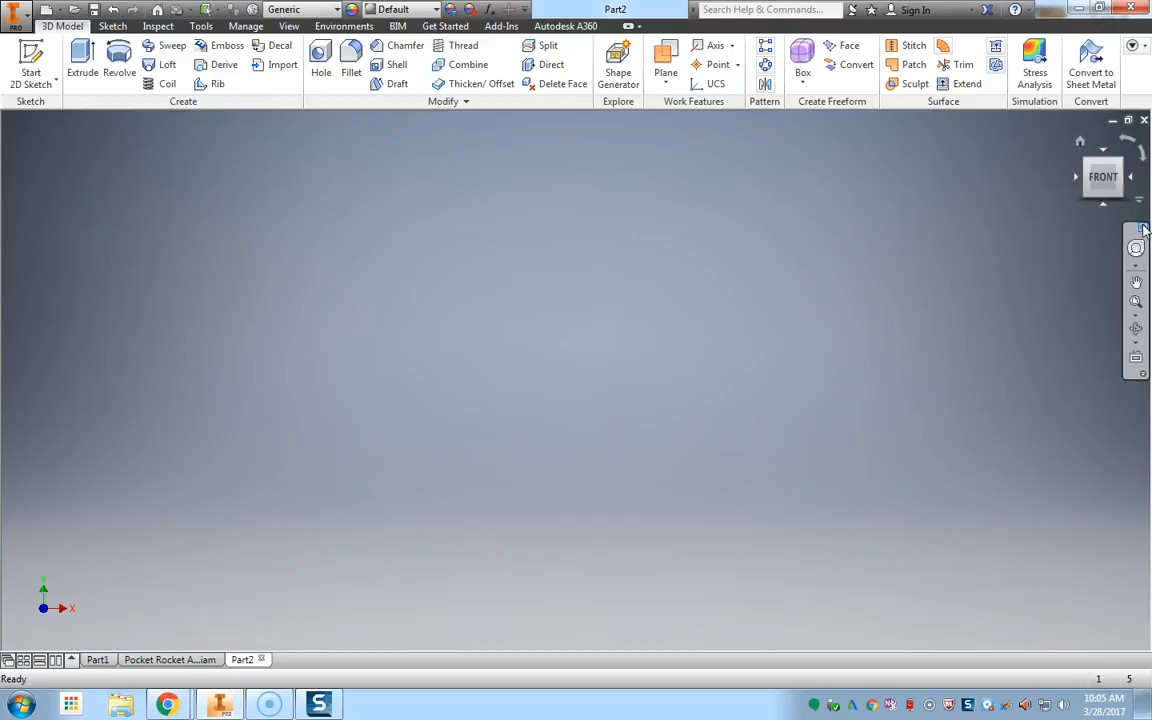 Generic Default Part2 Search Help & Commands... Sign In
PRO 3D Model Sketch Inspect Tools Manage View Environments BIM Get Started Add-Ins Autodesk A360
Start 2D Sketch
Sketch
Extrude Revolve Sweep Emboss Decal
Loft Derive Import
Coil Rib
Create
Hole Fillet Chamfer Thread Split
Shell Combine Direct
Draft Thicken/ Offset Delete Face
Modify
Shape Generator
Explore
Plane Axis
Point
UCS
Work Features
Pattern
Box Face
Convert
Create Freeform
Stitch
Patch Trim
Sculpt Extend
Surface
Stress Analysis
Simulation
Convert to Sheet Metal
Convert
FRONT
Y
X
Part1 Pocket Rocket A...iam Part2
Ready 1 5
PRO
10:05 AM
3/28/2017